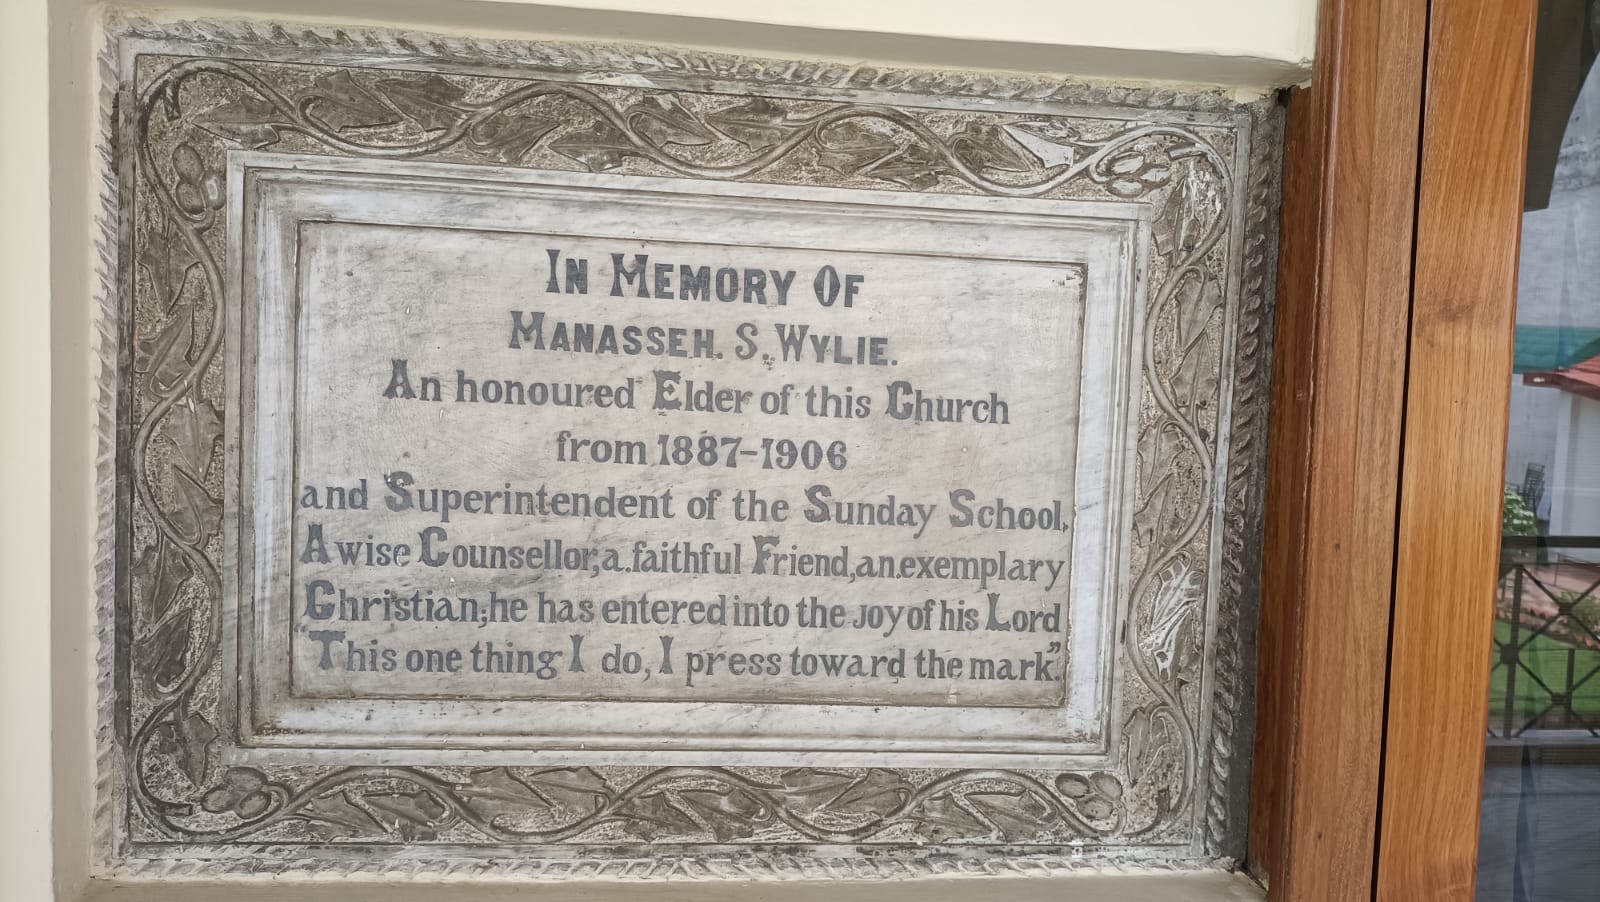 IN MEMORY OF
MANASSEH. S. WYLIE.
An honoured Elder of this Church
from 1887-1906
and Superintendent of the Sunday School,
A wise Counsellor, a faithful Friend, an exemplary
Christian; he has entered into the joy of his Lord
"This one thing I do, I press toward the mark."